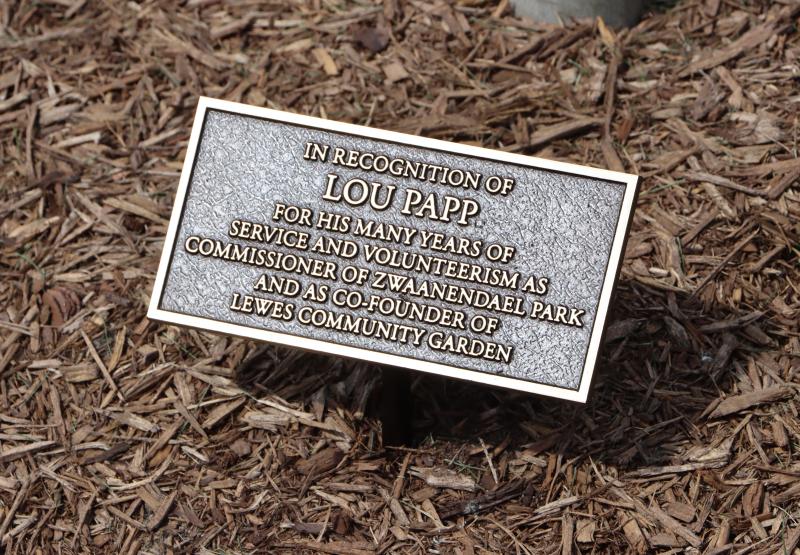 IN RECOGNITION OF
LOU PAPP
FOR HIS MANY YEARS OF
SERVICE AND VOLUNTEERISM AS
COMMISSIONER OF ZWAANENDAEL PARK
AND AS CO-FOUNDER OF
LEWES COMMUNITY GARDEN